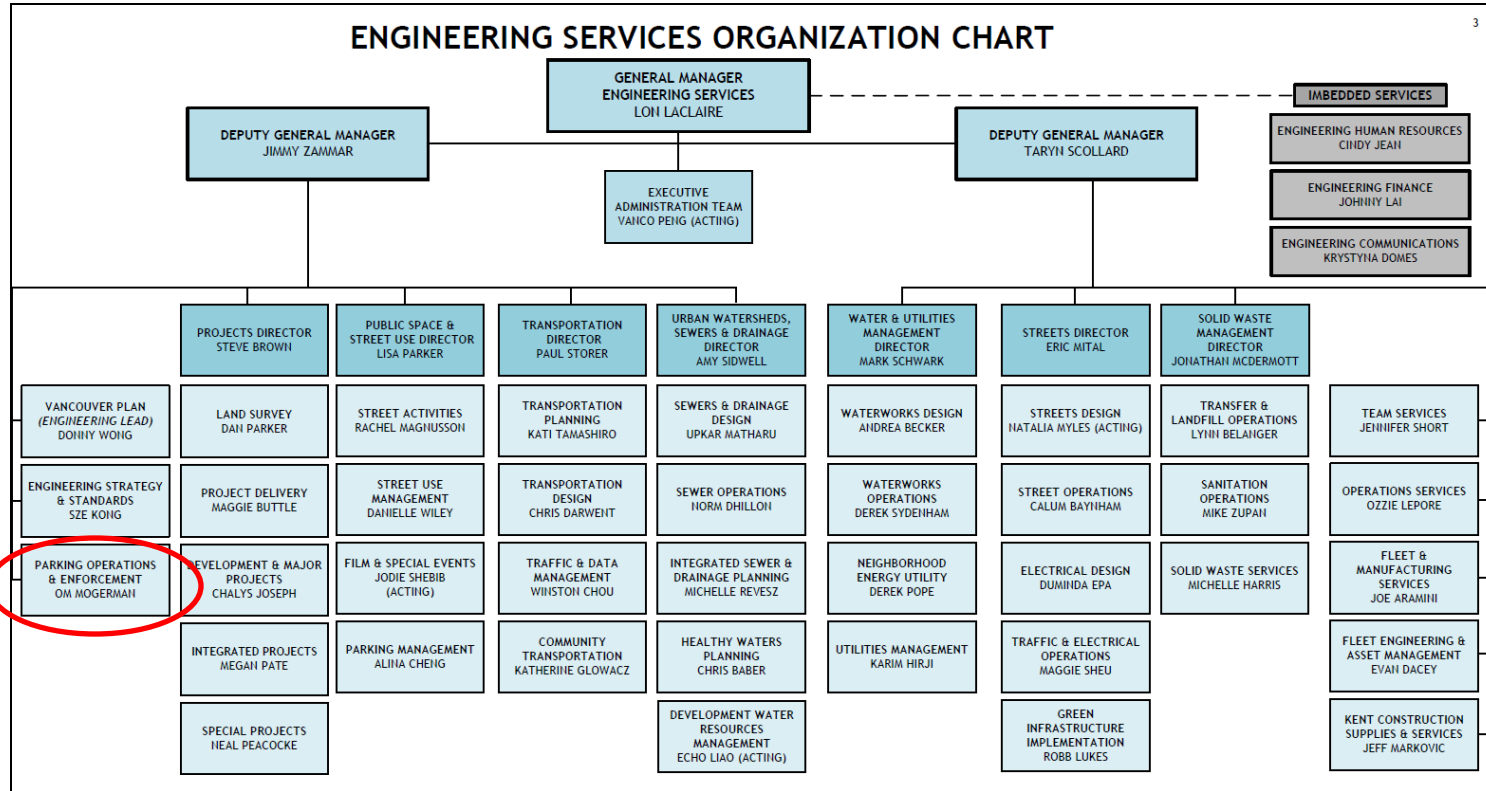 3
ENGINEERING SERVICES ORGANIZATION CHART
GENERAL MANAGER
ENGINEERING SERVICES
LON LACLAIRE
IMBEDDED SERVICES
DEPUTY GENERAL MANAGER
JIMMY ZAMMAR
DEPUTY GENERAL MANAGER
TARYN SCOLLARD
ENGINEERING HUMAN RESOURCES
CINDY JEAN
EXECUTIVE
ADMINISTRATION TEAM
VANCO PENG (ACTING)
ENGINEERING FINANCE
JOHNNY LAI
ENGINEERING COMMUNICATIONS
KRYSTYNA DOMES
PROJECTS DIRECTOR
STEVE BROWN
PUBLIC SPACE &
STREET USE DIRECTOR
LISA PARKER
TRANSPORTATION
DIRECTOR
PAUL STORER
URBAN WATERSHEDS,
SEWERS & DRAINAGE
DIRECTOR
AMY SIDWELL
WATER & UTILITIES
MANAGEMENT
DIRECTOR
MARK SCHWARK
STREETS DIRECTOR
ERIC MITAL
SOLID WASTE
MANAGEMENT
DIRECTOR
JONATHAN MCDERMOTT
VANCOUVER PLAN
(ENGINEERING LEAD)
DONNY WONG
LAND SURVEY
DAN PARKER
STREET ACTIVITIES
RACHEL MAGNUSSON
TRANSPORTATION
PLANNING
KATI TAMASHIRO
SEWERS & DRAINAGE
DESIGN
UPKAR MATHARU
WATERWORKS DESIGN
ANDREA BECKER
STREETS DESIGN
NATALIA MYLES (ACTING)
TRANSFER &
LANDFILL OPERATIONS
LYNN BELANGER
TEAM SERVICES
JENNIFER SHORT
ENGINEERING STRATEGY
& STANDARDS
SZE KONG
PROJECT DELIVERY
MAGGIE BUTTLE
STREET USE
MANAGEMENT
DANIELLE WILEY
TRANSPORTATION
DESIGN
CHRIS DARWENT
SEWER OPERATIONS
NORM DHILLON
WATERWORKS
OPERATIONS
DEREK SYDENHAM
STREET OPERATIONS
CALUM BAYNHAM
SANITATION
OPERATIONS
MIKE ZUPAN
OPERATIONS SERVICES
OZZIE LEPORE
PARKING OPERATIONS
& ENFORCEMENT
OM MOGERMAN
DEVELOPMENT & MAJOR
PROJECTS
CHALYS JOSEPH
FILM & SPECIAL EVENTS
JODIE SHEBIB
(ACTING)
TRAFFIC & DATA
MANAGEMENT
WINSTON CHOU
INTEGRATED SEWER &
DRAINAGE PLANNING
MICHELLE REVESZ
NEIGHBORHOOD
ENERGY UTILITY
DEREK POPE
ELECTRICAL DESIGN
DUMINDA EPA
SOLID WASTE SERVICES
MICHELLE HARRIS
FLEET &
MANUFACTURING
SERVICES
JOE ARAMINI
INTEGRATED PROJECTS
MEGAN PATE
PARKING MANAGEMENT
ALINA CHENG
COMMUNITY
TRANSPORTATION
KATHERINE GLOWACZ
HEALTHY WATERS
PLANNING
CHRIS BABER
UTILITIES MANAGEMENT
KARIM HIRJI
TRAFFIC & ELECTRICAL
OPERATIONS
MAGGIE SHEU
FLEET ENGINEERING &
ASSET MANAGEMENT
EVAN DACEY
SPECIAL PROJECTS
NEAL PEACOCKE
DEVELOPMENT WATER
RESOURCES
MANAGEMENT
ECHO LIAO (ACTING)
GREEN
INFRASTRUCTURE
IMPLEMENTATION
ROBB LUKES
KENT CONSTRUCTION
SUPPLIES & SERVICES
JEFF MARKOVIC